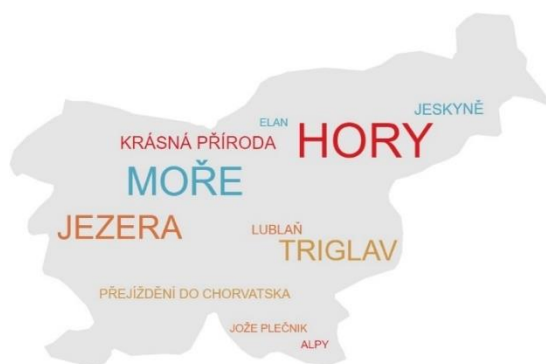 JESKYNĚ
ELAN
KRÁSNÁ PŘÍRODA
HORY
MOŘE
JEZERA
LUBLAŇ
TRIGLAV
PŘEJÍŽDĚNÍ DO CHORVATSKA
JOŽE PLEČNIK
ALPY